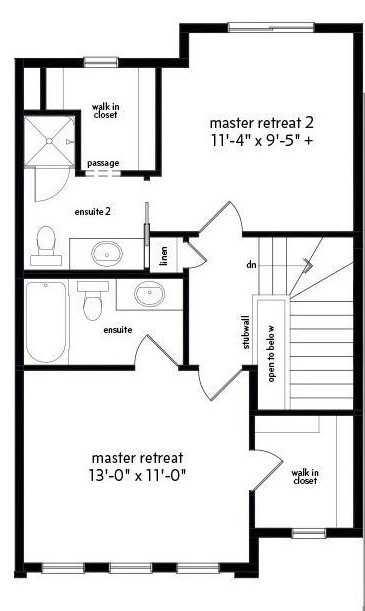 walk in
closet
master retreat 2
11'-4" x 9'-5" +
passage
ensuite 2
linen
dn
stubwall
open to below
ensuite
master retreat
13'-0" x 11'-0"
walk in
closet